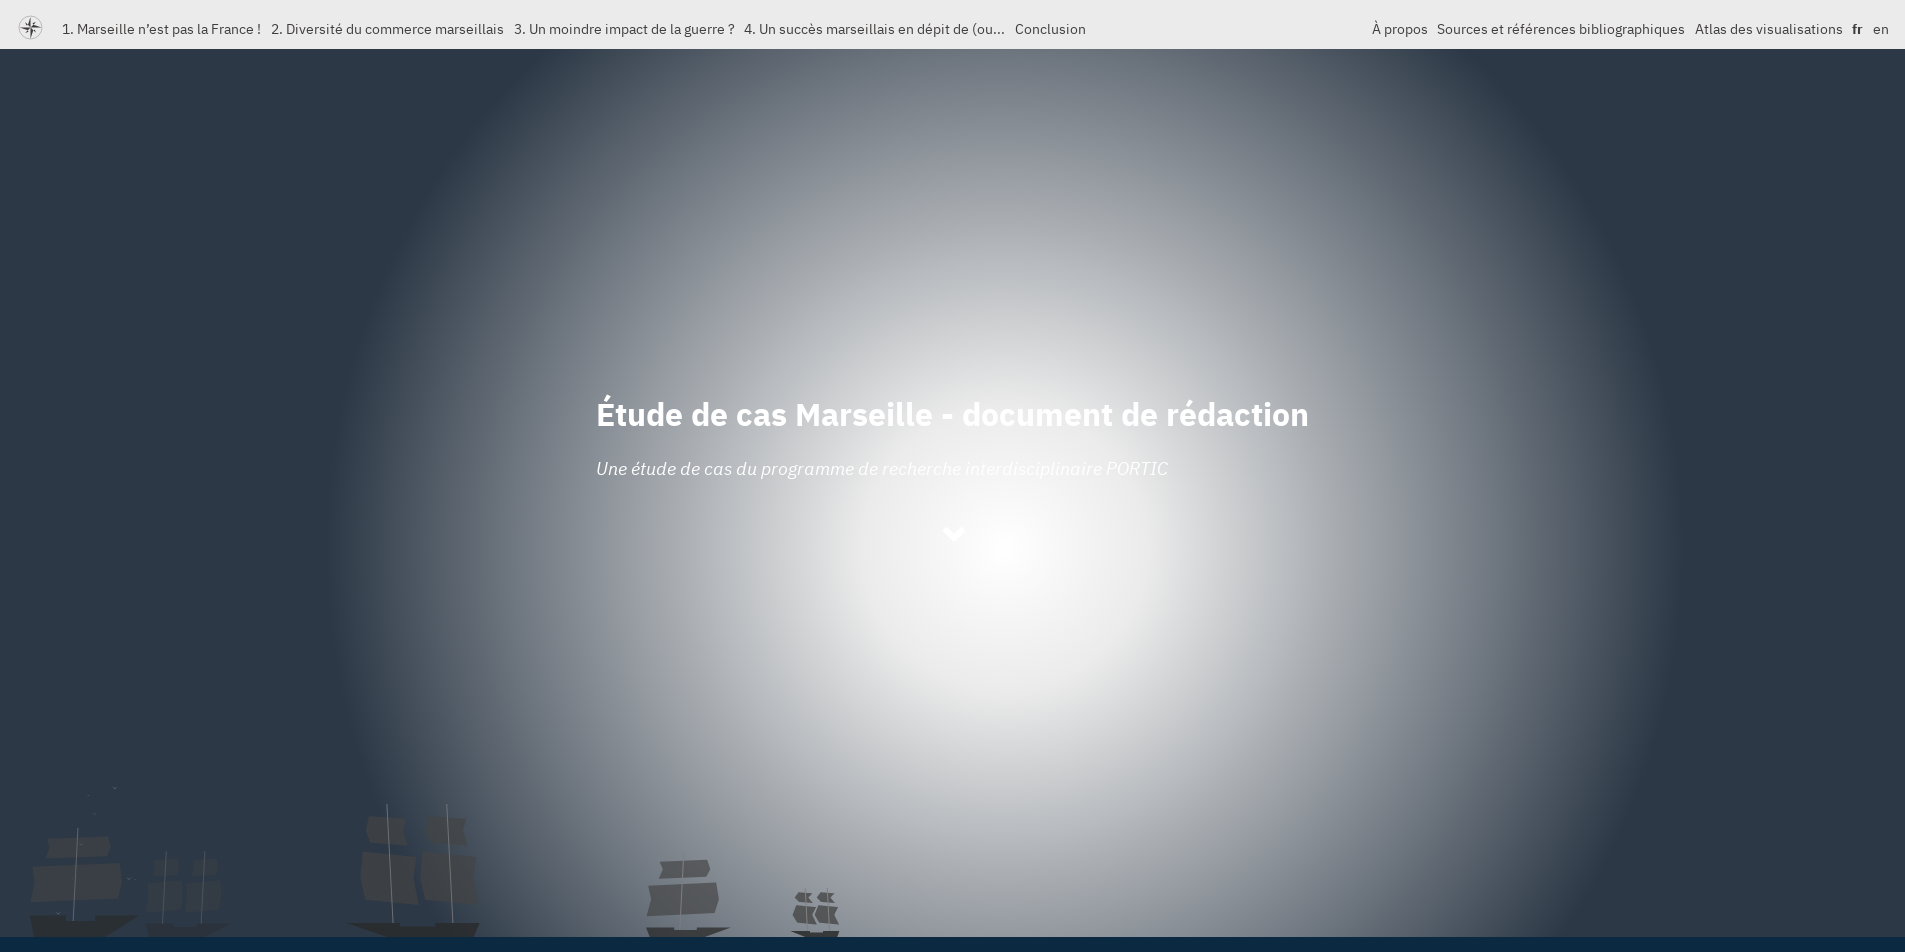 1. Marseille n’est pas la France ! 2. Diversité du commerce marseillais 3. Un moindre impact de la guerre ? 4. Un succès marseillais en dépit de (ou... Conclusion À propos Sources et références bibliographiques Atlas des visualisations fr en
Étude de cas Marseille - document de rédaction
Une étude de cas du programme de recherche interdisciplinaire PORTIC